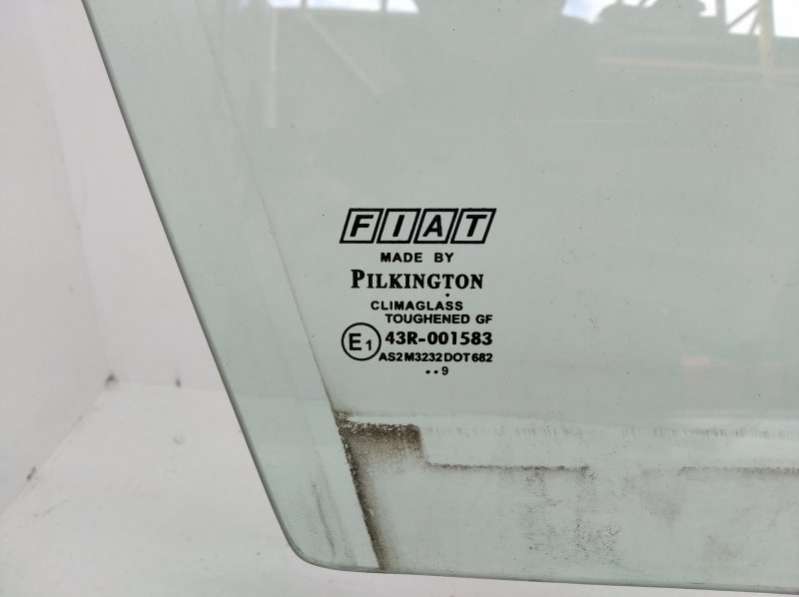 FIAT
MADE BY
PILKINGTON
CLIMAGLASS
TOUGHENED GF
E1 43R-001583
AS2 M3232 DOT 682
•• 9